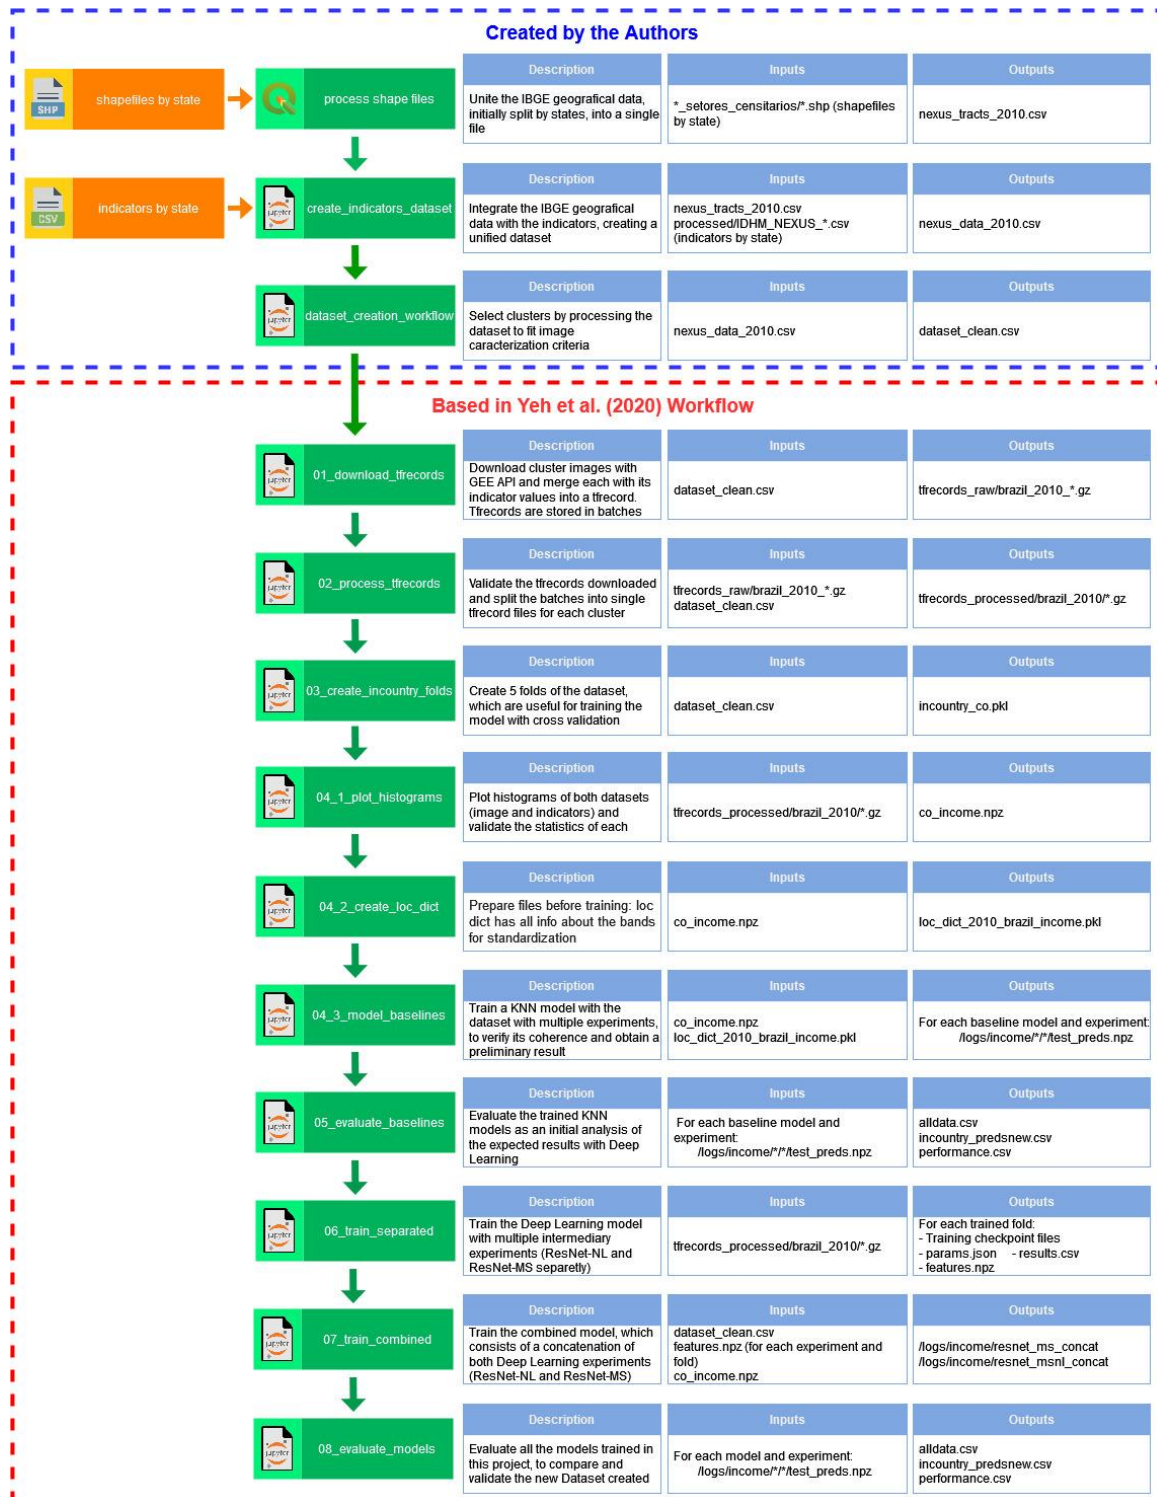 Created by the Authors
SHP
shapefiles by state
process shape files
Description
Unite the IBGE geografical data,
initially split by states, into a single
file
Inputs
*_setores_censitarios/*.shp (shapefiles
by state)
Outputs
nexus_tracts_2010.csv
CSV
indicators by state
jupyter
create_indicators_dataset
Description
Integrate the IBGE geografical
data with the indicators, creating a
unified dataset
Inputs
nexus_tracts_2010.csv
processed/IDHM_NEXUS_*.csv
(indicators by state)
Outputs
nexus_data_2010.csv
jupyter
dataset_creation_workflow
Description
Select clusters by processing the
dataset to fit image
caracterization criteria
Inputs
nexus_data_2010.csv
Outputs
dataset_clean.csv
Based in Yeh et al. (2020) Workflow
jupyter
01_download_tfrecords
Description
Download cluster images with
GEE API and merge each with its
indicator values into a tfrecord.
Tfrecords are stored in batches
Inputs
dataset_clean.csv
Outputs
tfrecords_raw/brazil_2010_*.gz
jupyter
02_process_tfrecords
Description
Validate the tfrecords downloaded
and split the batches into single
tfrecord files for each cluster
Inputs
tfrecords_raw/brazil_2010_*.gz
dataset_clean.csv
Outputs
tfrecords_processed/brazil_2010/*.gz
jupyter
03_create_incountry_folds
Description
Create 5 folds of the dataset,
which are useful for training the
model with cross validation
Inputs
dataset_clean.csv
Outputs
incountry_co.pkl
jupyter
04_1_plot_histograms
Description
Plot histograms of both datasets
(image and indicators) and
validate the statistics of each
Inputs
tfrecords_processed/brazil_2010/*.gz
Outputs
co_income.npz
jupyter
04_2_create_loc_dict
Description
Prepare files before training: loc
dict has all info about the bands
for standardization
Inputs
co_income.npz
Outputs
loc_dict_2010_brazil_income.pkl
jupyter
04_3_model_baselines
Description
Train a KNN model with the
dataset with multiple experiments,
to verify its coherence and obtain a
preliminary result
Inputs
co_income.npz
loc_dict_2010_brazil_income.pkl
Outputs
For each baseline model and experiment:
/logs/income/*/*/test_preds.npz
jupyter
05_evaluate_baselines
Description
Evaluate the trained KNN
models as an initial analysis of
the expected results with Deep
Learning
Inputs
For each baseline model and
experiment:
/logs/income/*/*/test_preds.npz
Outputs
alldata.csv
incountry_predsnew.csv
performance.csv
jupyter
06_train_separated
Description
Train the Deep Learning model
with multiple intermediary
experiments (ResNet-NL and
ResNet-MS separetly)
Inputs
tfrecords_processed/brazil_2010/*.gz
Outputs
For each trained fold:
- Training checkpoint files
- params.json - results.csv
- features.npz
jupyter
07_train_combined
Description
Train the combined model, which
consists of a concatenation of
both Deep Learning experiments
(ResNet-NL and ResNet-MS)
Inputs
dataset_clean.csv
features.npz (for each experiment and
fold)
co_income.npz
Outputs
/logs/income/resnet_ms_concat
/logs/income/resnet_msnl_concat
jupyter
08_evaluate_models
Description
Evaluate all the models trained in
this project, to compare and
validate the new Dataset created
Inputs
For each model and experiment:
/logs/income/*/*/test_preds.npz
Outputs
alldata.csv
incountry_predsnew.csv
performance.csv